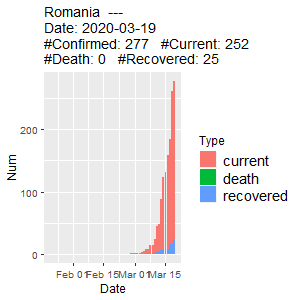 Romania  ---
Date: 2020-03-19
#Confirmed: 277   #Current: 252
#Death: 0   #Recovered: 25
200
100
0
Num
Feb 01 Feb 15 Mar 01 Mar 15
Date
Type
current
death
recovered